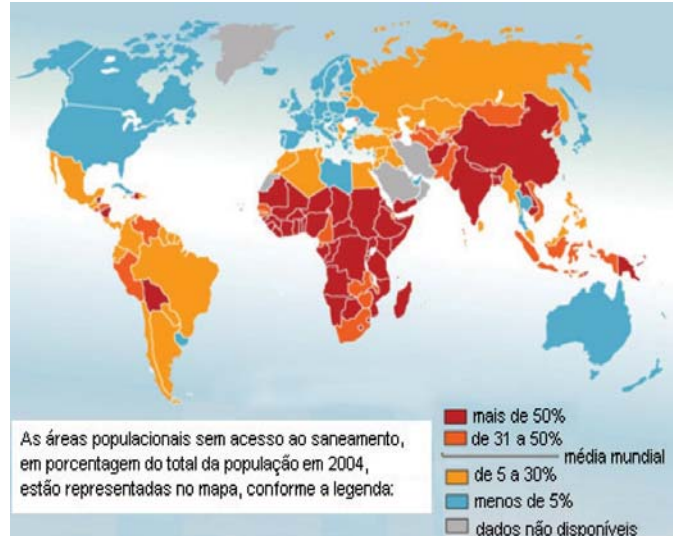 As áreas populacionais sem acesso ao saneamento,
em porcentagem do total da população em 2004,
estão representadas no mapa, conforme a legenda:
mais de 50%
de 31 a 50%
média mundial
de 5 a 30%
menos de 5%
dados não disponíveis